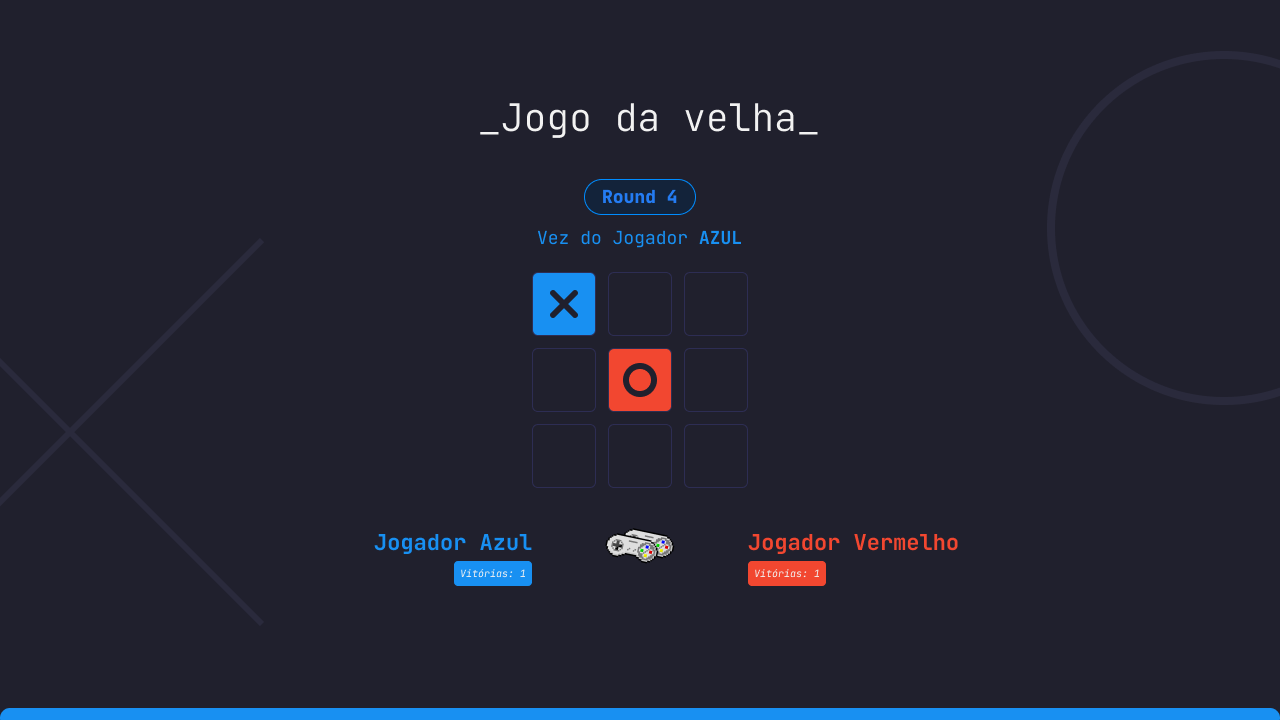 _Jogo da velha_
Round 4
Vez do Jogador AZUL
Jogador Azul
Vitórias: 1
Jogador Vermelho
Vitórias: 1